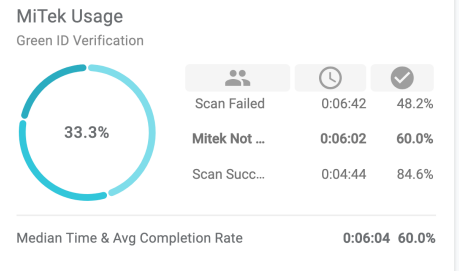 MiTek Usage
Green ID Verification
33.3%
Scan Failed 0:06:42 48.2%
Mitek Not ... 0:06:02 60.0%
Scan Succ... 0:04:44 84.6%
Median Time & Avg Completion Rate 0:06:04 60.0%